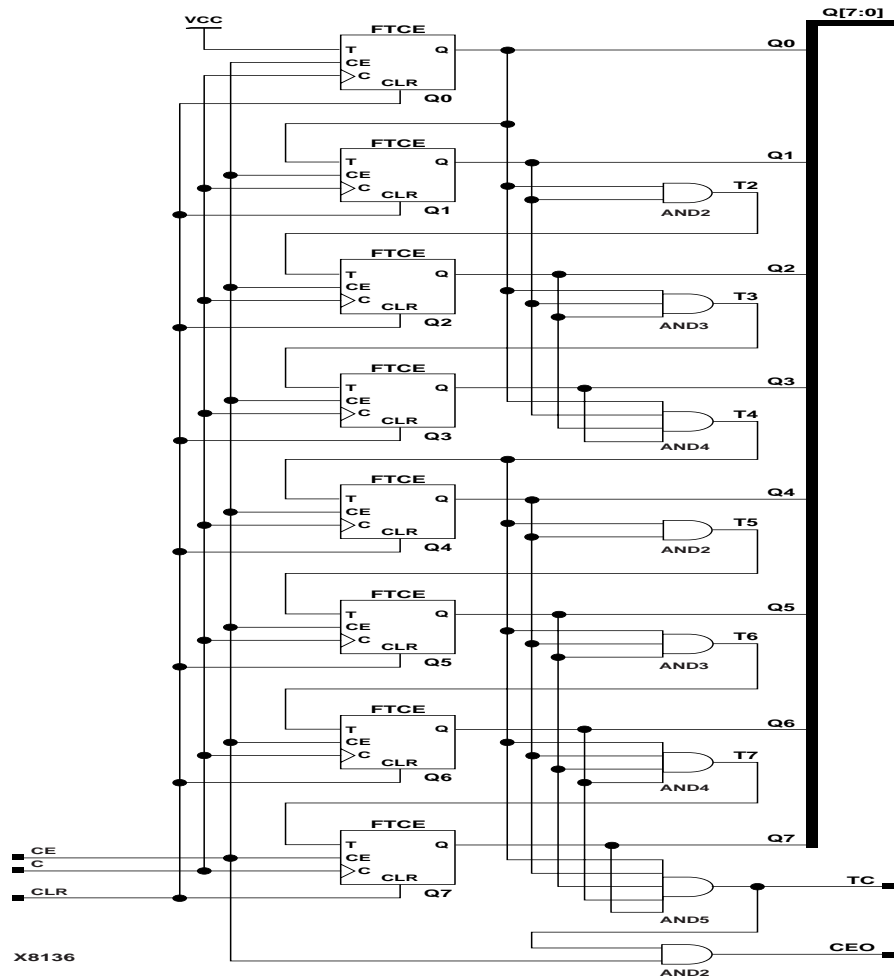 Q[7:0]
VCC
FTCE
T Q Q0
CE
C
CLR
Q0
FTCE
T Q Q1
CE
C
CLR
Q1
T2
AND2
FTCE
T Q Q2
CE
C
CLR
Q2
T3
AND3
FTCE
T Q Q3
CE
C
CLR
Q3
T4
AND4
FTCE
T Q Q4
CE
C
CLR
Q4
T5
AND2
FTCE
T Q Q5
CE
C
CLR
Q5
T6
AND3
FTCE
T Q Q6
CE
C
CLR
Q6
T7
AND4
FTCE
T Q Q7
CE CE
C C
CLR CLR
Q7
TC
AND5
CEO
AND2
X8136